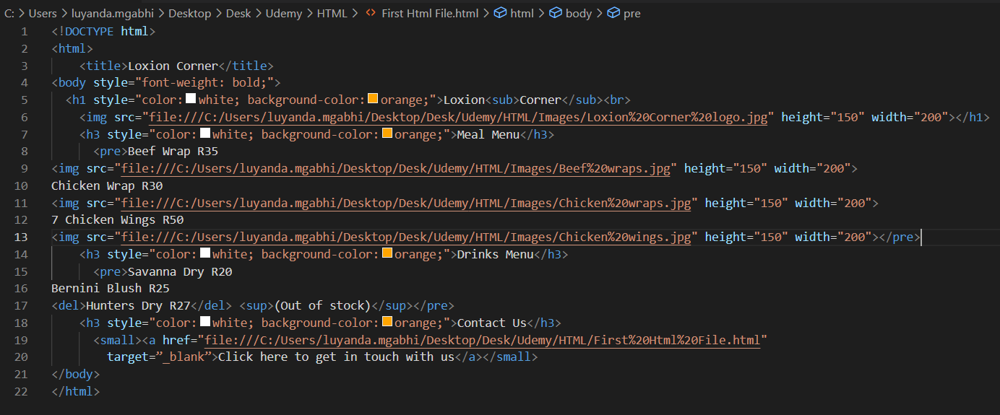 C: > Users > luyanda.mgabhi > Desktop > Desk > Udemy > HTML > <> First Html File.html > html > body > pre
1 <!DOCTYPE html>
2 <html>
3     <title>Loxion Corner</title>
4 <body style="font-weight: bold;">
5   <h1 style="color: white; background-color: orange;">Loxion<sub>Corner</sub><br>
6     <img src="file:///C:/Users/luyanda.mgabhi/Desktop/Desk/Udemy/HTML/Images/Loxion%20Corner%20logo.jpg" height="150" width="200"></h1>
7     <h3 style="color: white; background-color: orange;">Meal Menu</h3>
8       <pre>Beef Wrap R35
9 <img src="file:///C:/Users/luyanda.mgabhi/Desktop/Desk/Udemy/HTML/Images/Beef%20wraps.jpg" height="150" width="200">
10 Chicken Wrap R30
11 <img src="file:///C:/Users/luyanda.mgabhi/Desktop/Desk/Udemy/HTML/Images/Chicken%20wraps.jpg" height="150" width="200">
12 7 Chicken Wings R50
13 <img src="file:///C:/Users/luyanda.mgabhi/Desktop/Desk/Udemy/HTML/Images/Chicken%20wings.jpg" height="150" width="200"></pre>
14     <h3 style="color: white; background-color: orange;">Drinks Menu</h3>
15       <pre>Savanna Dry R20
16 Bernini Blush R25
17 <del>Hunters Dry R27</del> <sup>(Out of stock)</sup></pre>
18     <h3 style="color: white; background-color: orange;">Contact Us</h3>
19       <small><a href="file:///C:/Users/luyanda.mgabhi/Desktop/Desk/Udemy/HTML/First%20Html%20File.html"
20         target=”_blank”>Click here to get in touch with us</a></small>
21 </body>
22 </html>